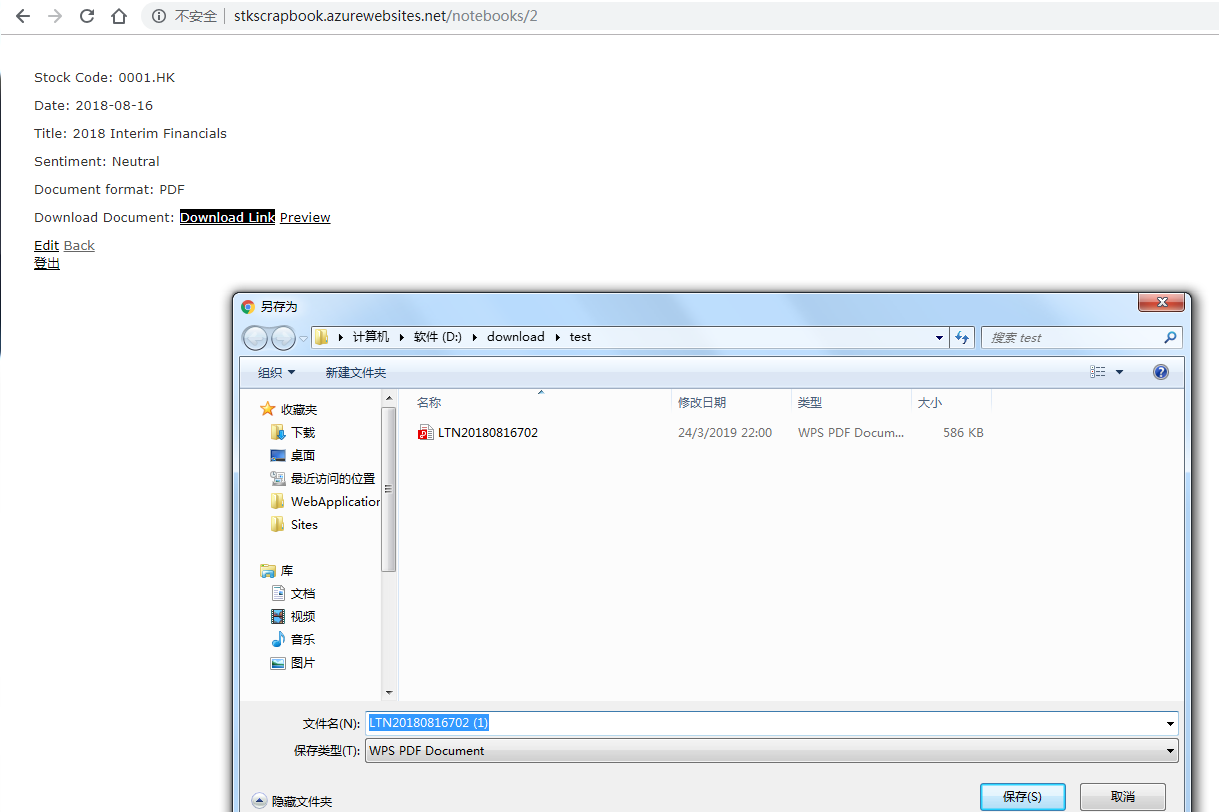 不安全 stkscrapbook.azurewebsites.net/notebooks/2
Stock Code: 0001.HK
Date: 2018-08-16
Title: 2018 Interim Financials
Sentiment: Neutral
Document format: PDF
Download Document: Download Link Preview
Edit Back
登出
另存为
计算机 软件 (D:) download test
搜索 test
组织 新建文件夹
名称 修改日期 类型 大小
LTN20180816702 24/3/2019 22:00 WPS PDF Docum... 586 KB
收藏夹
下载
桌面
最近访问的位置
WebApplication
Sites
库
文档
视频
音乐
图片
文件名(N): LTN20180816702 (1)
保存类型(T): WPS PDF Document
隐藏文件夹 保存(S) 取消